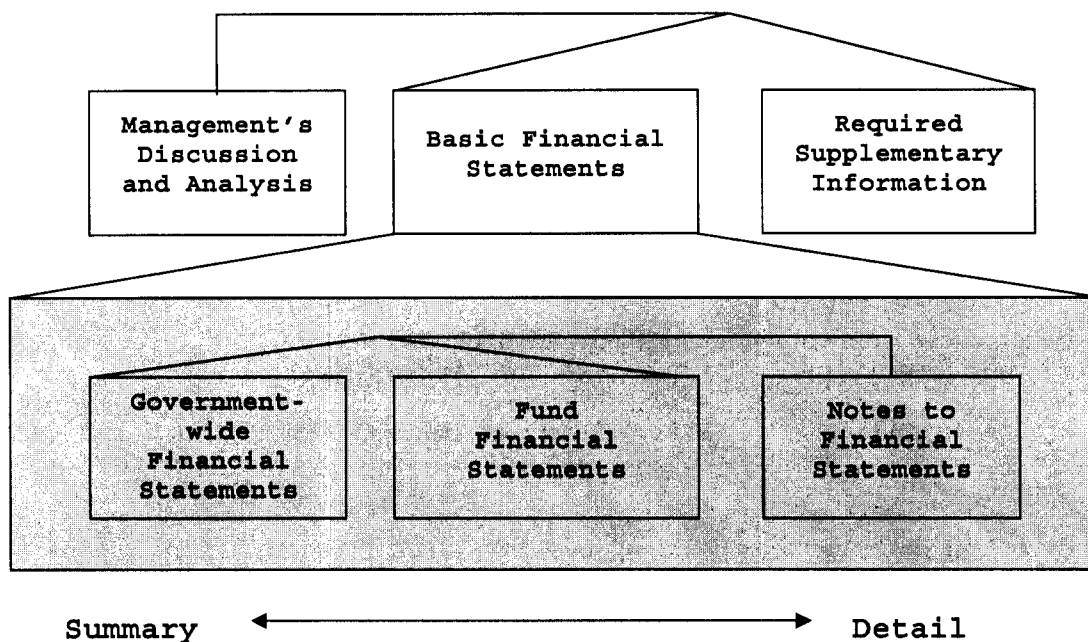 Management's
Discussion
and Analysis
Basic Financial
Statements
Required
Supplementary
Information
Government-
wide
Financial
Statements
Fund
Financial
Statements
Notes to
Financial
Statements
Summary
Detail